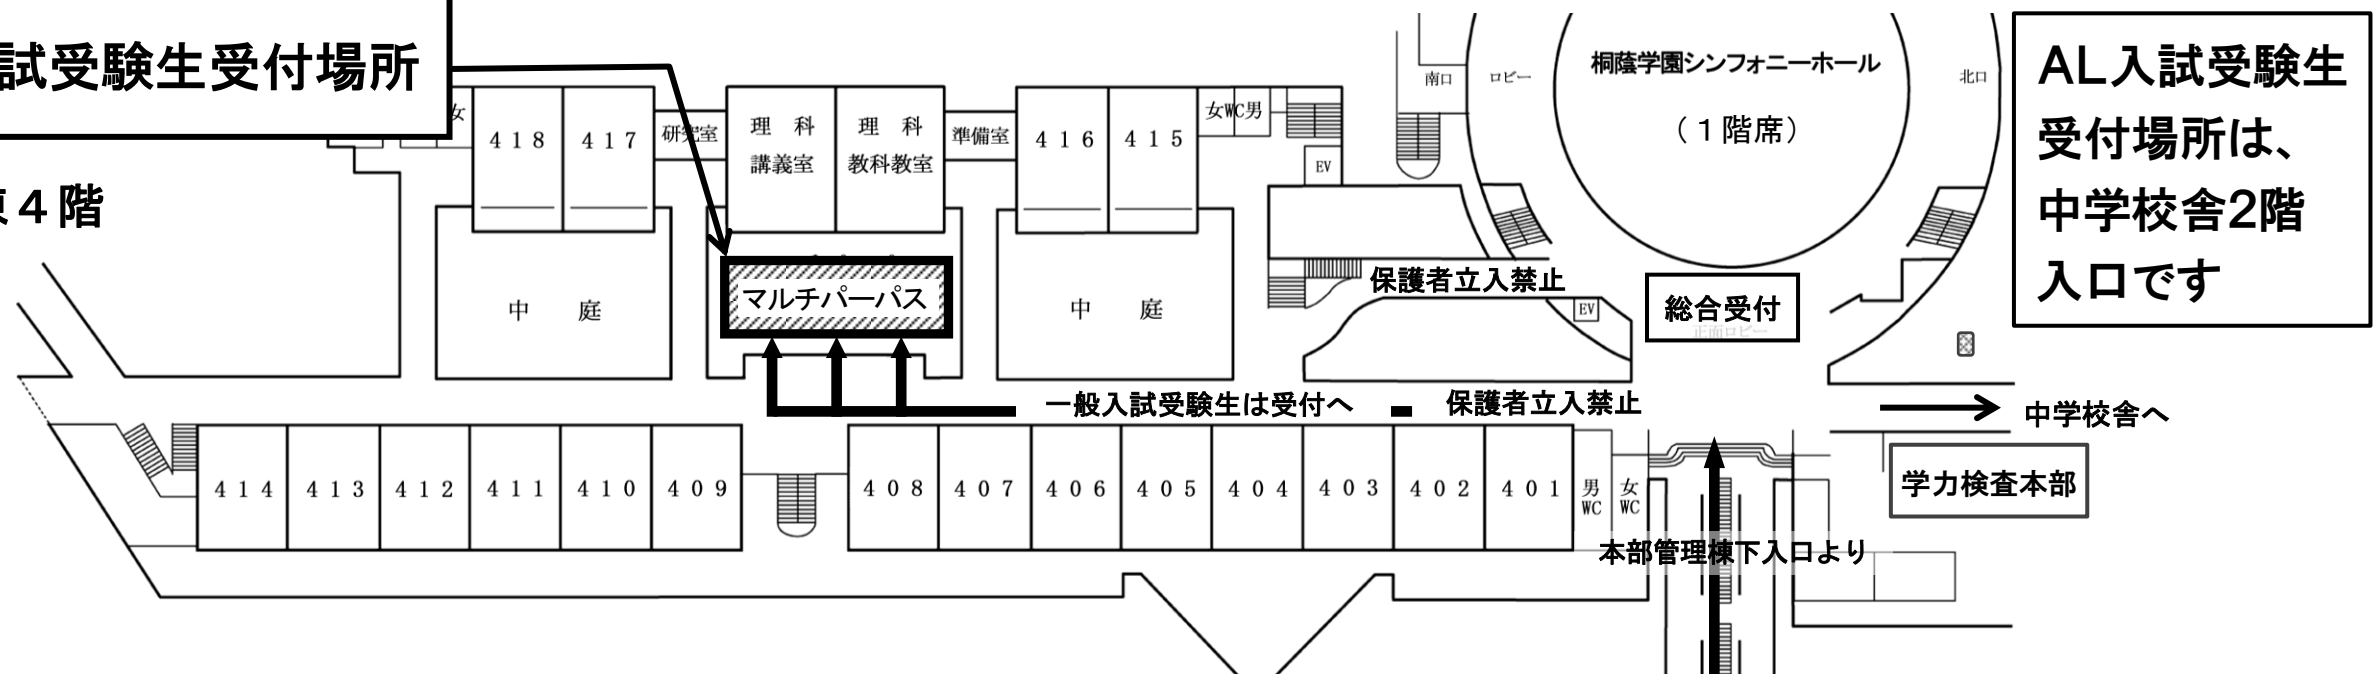 試受験生受付場所
４階
AL入試受験生
受付場所は、
中学校舎2階
入口です
桐蔭学園シンフォニーホール
（１階席）
南口
ロビー
北口
女
418
417
研究室
理科
講義室
理科
教科教室
準備室
416
415
女WC男
EV
中庭
マルチパーパス
中庭
保護者立入禁止
EV
総合受付
正面ロビー
一般入試受験生は受付へ
保護者立入禁止
中学校舎へ
学力検査本部
414
413
412
411
410
409
408
407
406
405
404
403
402
401
男
WC
女
WC
本部管理棟下入口より